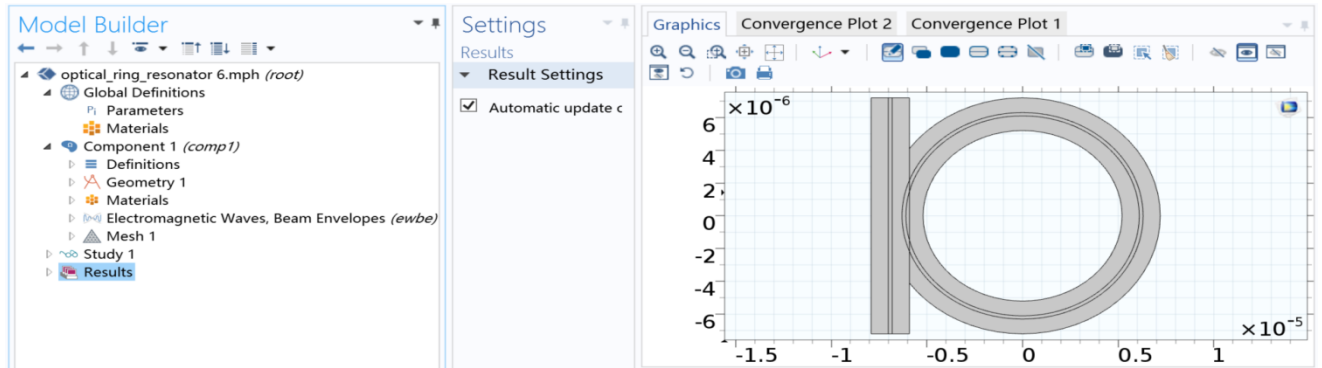 Model Builder
optical_ring_resonator 6.mph (root)
Global Definitions
Pi Parameters
Materials
Component 1 (comp1)
Definitions
Geometry 1
Materials
Electromagnetic Waves, Beam Envelopes (ewbe)
Mesh 1
Study 1
Results
Settings
Results
Result Settings
Automatic update c
Graphics Convergence Plot 2 Convergence Plot 1
×10⁻⁶
6
4
2
0
-2
-4
-6
×10⁻⁵
-1.5 -1 -0.5 0 0.5 1